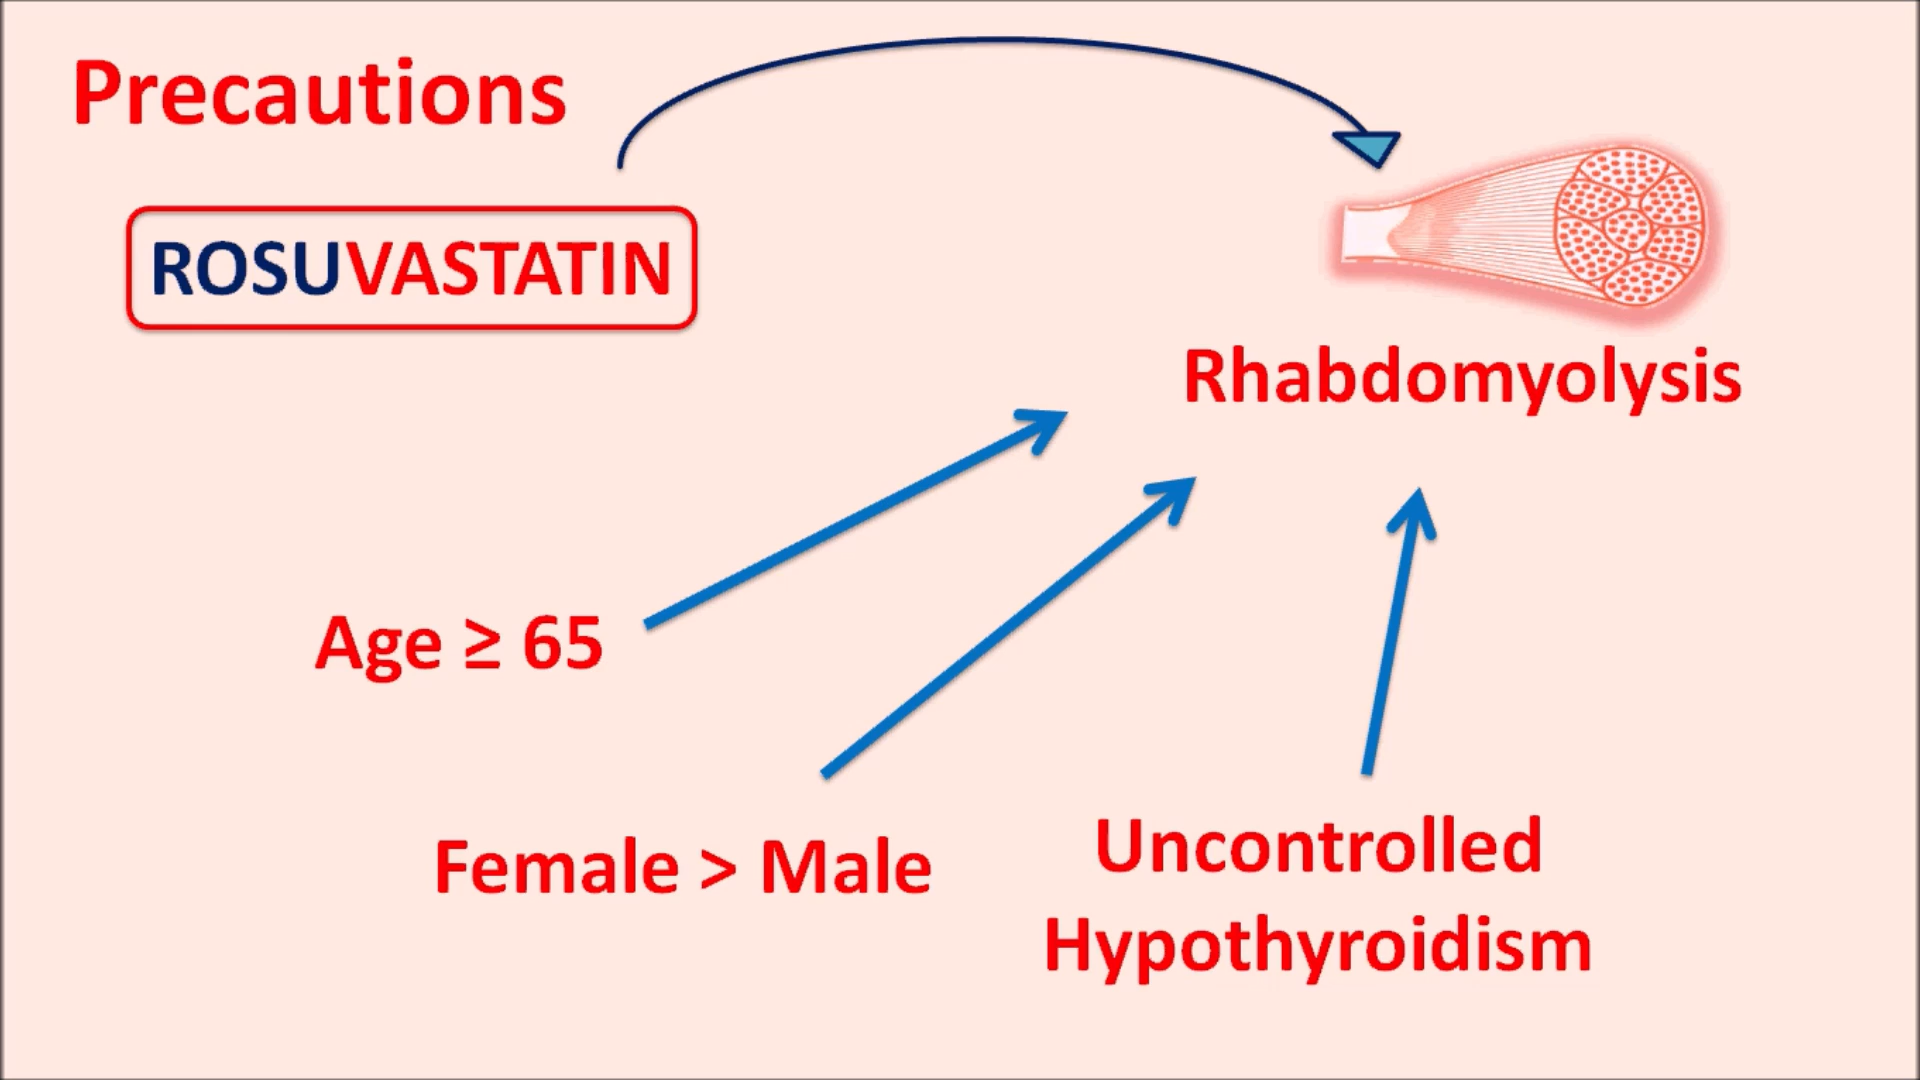 Precautions
ROSUVASTATIN
Rhabdomyolysis
Age ≥ 65
Female > Male
Uncontrolled
Hypothyroidism